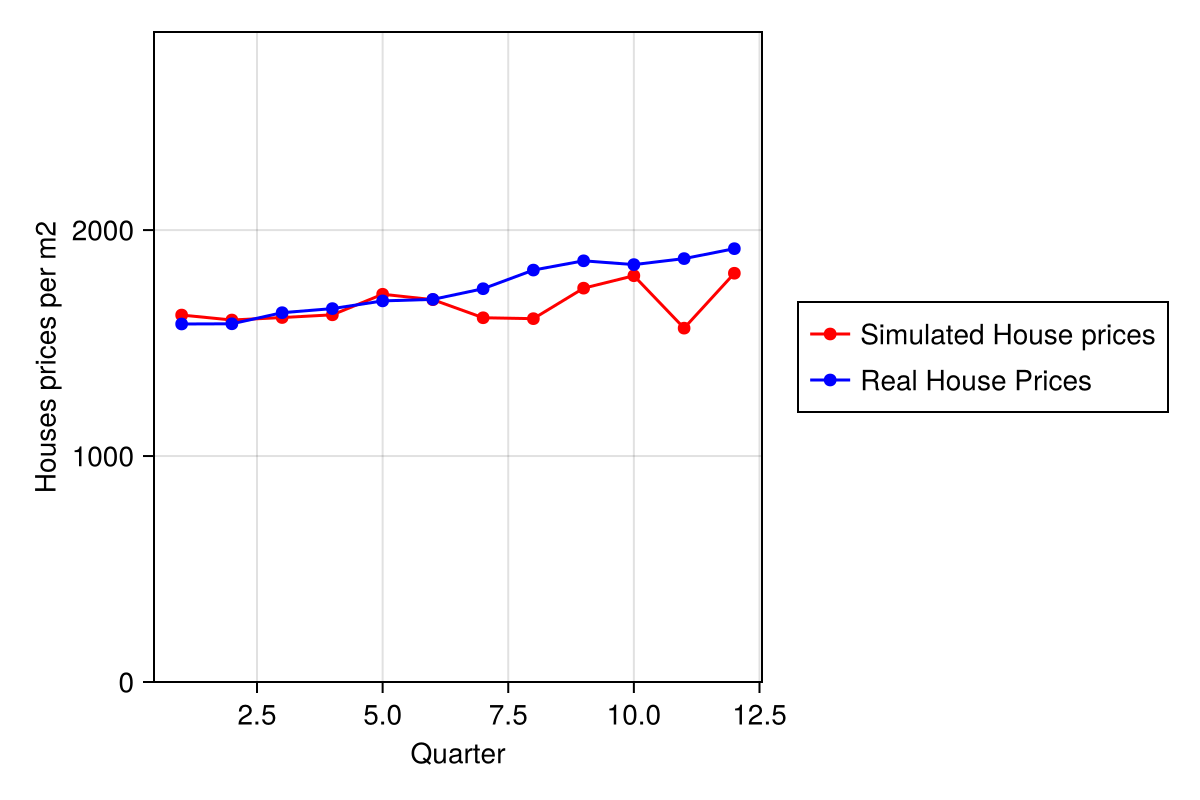 Houses prices per m2
2000
1000
0
2.5 5.0 7.5 10.0 12.5
Quarter
Simulated House prices
Real House Prices